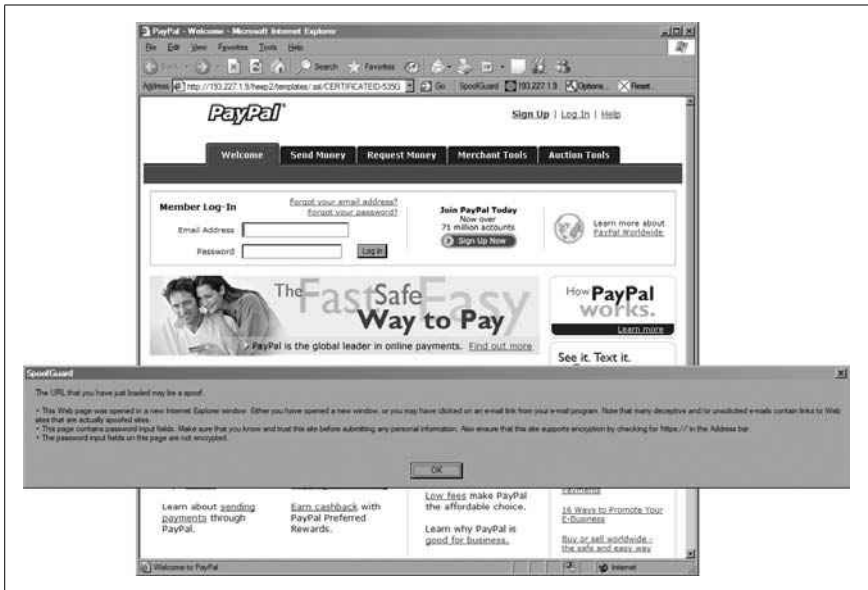 PayPal - Welcome - Microsoft Internet Explorer
File Edit View Favorites Tools Help
Back Search Favorites
Address http://193.227.1.9/heep2/templates/ssl/CERTIFICATEID-535G Go SpoofGuard 193.227.1.9 Options... Reset...
PayPal
Sign Up | Log In | Help
Welcome Send Money Request Money Merchant Tools Auction Tools
Member Log-In
Forgot your email address?
Forgot your password?
Email Address
Password Log In
Join PayPal Today
Now over
71 million accounts
Sign Up Now
Learn more about
PayPal Worldwide
The Fast Safe Easy
Way to Pay
PayPal is the global leader in online payments. Find out more
How PayPal
works.
Learn more
See it. Text it.
SpoofGuard
The URL that you have just loaded may be a spoof.
• This Web page was opened in a new Internet Explorer window. Either you have opened a new window, or you may have clicked on an e-mail link from your e-mail program. Note that many deceptive and/or unsolicited e-mails contain links to Web
sites that are actually spoofed sites.
• This page contains password input fields. Make sure that you know and trust this site before submitting any personal information. Also ensure that this site supports encryption by checking for 'https://' in the Address bar.
• The password input fields on this page are not encrypted.
OK
Learn about sending
payments through
PayPal.
Earn cashback with
PayPal Preferred
Rewards.
Low fees make PayPal
the affordable choice.
Learn why PayPal is
good for business.
Payments
16 Ways to Promote Your
E-Business
Buy or sell worldwide -
the safe and easy way
Welcome to PayPal
Internet